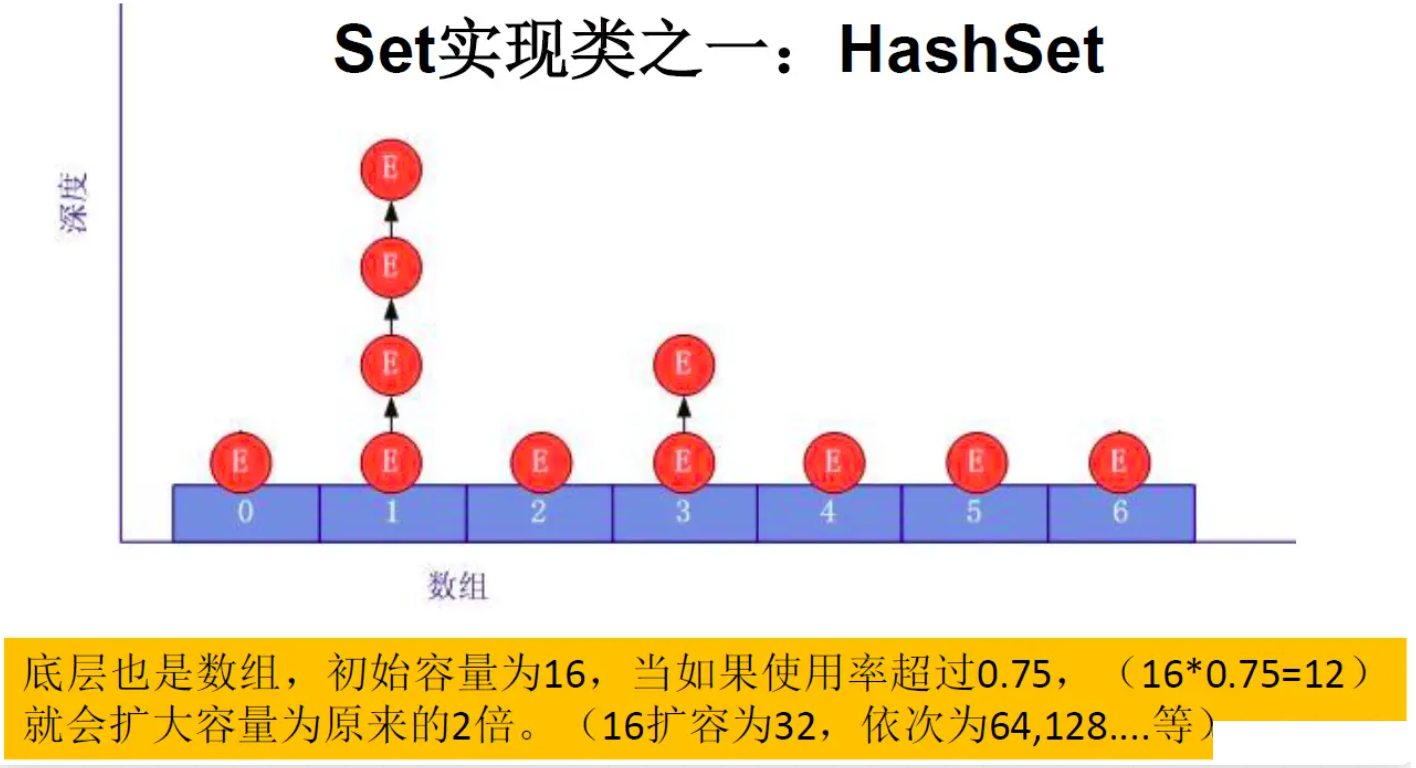 Set实现类之一：HashSet
深度
E
E
E
E
E
E
E
E
E
E
E
0 1 2 3 4 5 6
数组
底层也是数组，初始容量为16，当如果使用率超过0.75，（16*0.75=12）
就会扩大容量为原来的2倍。（16扩容为32，依次为64,128....等）